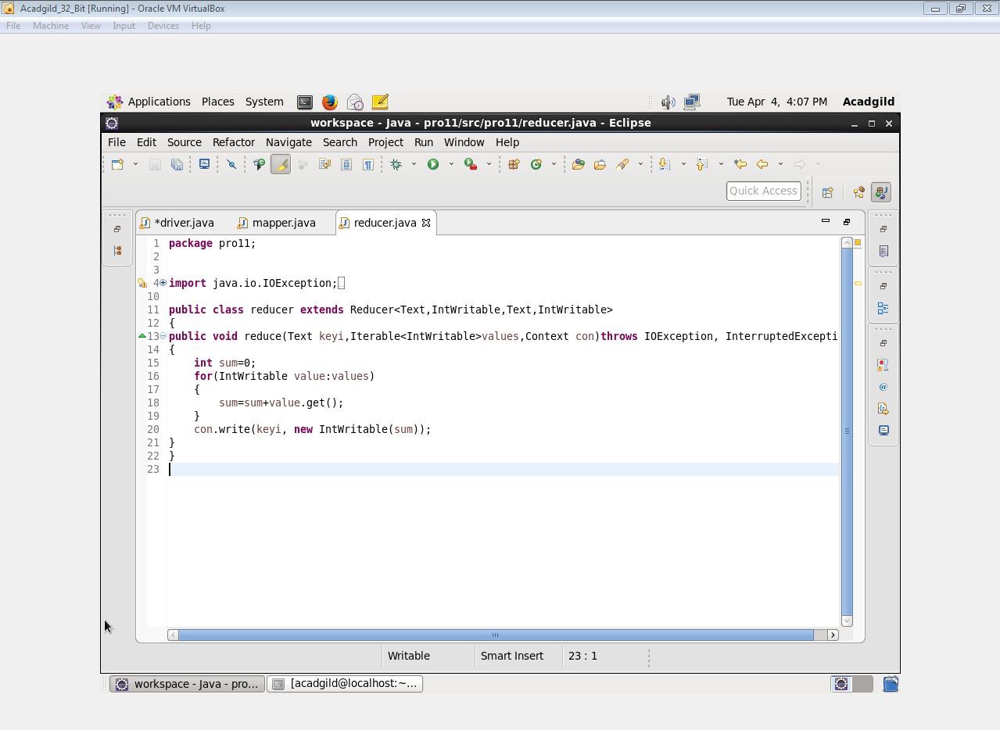 Acadgild_32_Bit [Running] - Oracle VM VirtualBox
File Machine View Input Devices Help
Applications Places System Tue Apr 4, 4:07 PM Acadgild
workspace - Java - pro11/src/pro11/reducer.java - Eclipse
File Edit Source Refactor Navigate Search Project Run Window Help
Quick Access
*driver.java mapper.java reducer.java
1 package pro11;
2
3
4 import java.io.IOException;
10
11 public class reducer extends Reducer<Text,IntWritable,Text,IntWritable>
12 {
13 public void reduce(Text keyi,Iterable<IntWritable>values,Context con)throws IOException, InterruptedExcepti
14 {
15     int sum=0;
16     for(IntWritable value:values)
17     {
18         sum=sum+value.get();
19     }
20     con.write(keyi, new IntWritable(sum));
21 }
22 }
23
Writable Smart Insert 23 : 1
workspace - Java - pro... [acadgild@localhost:~...